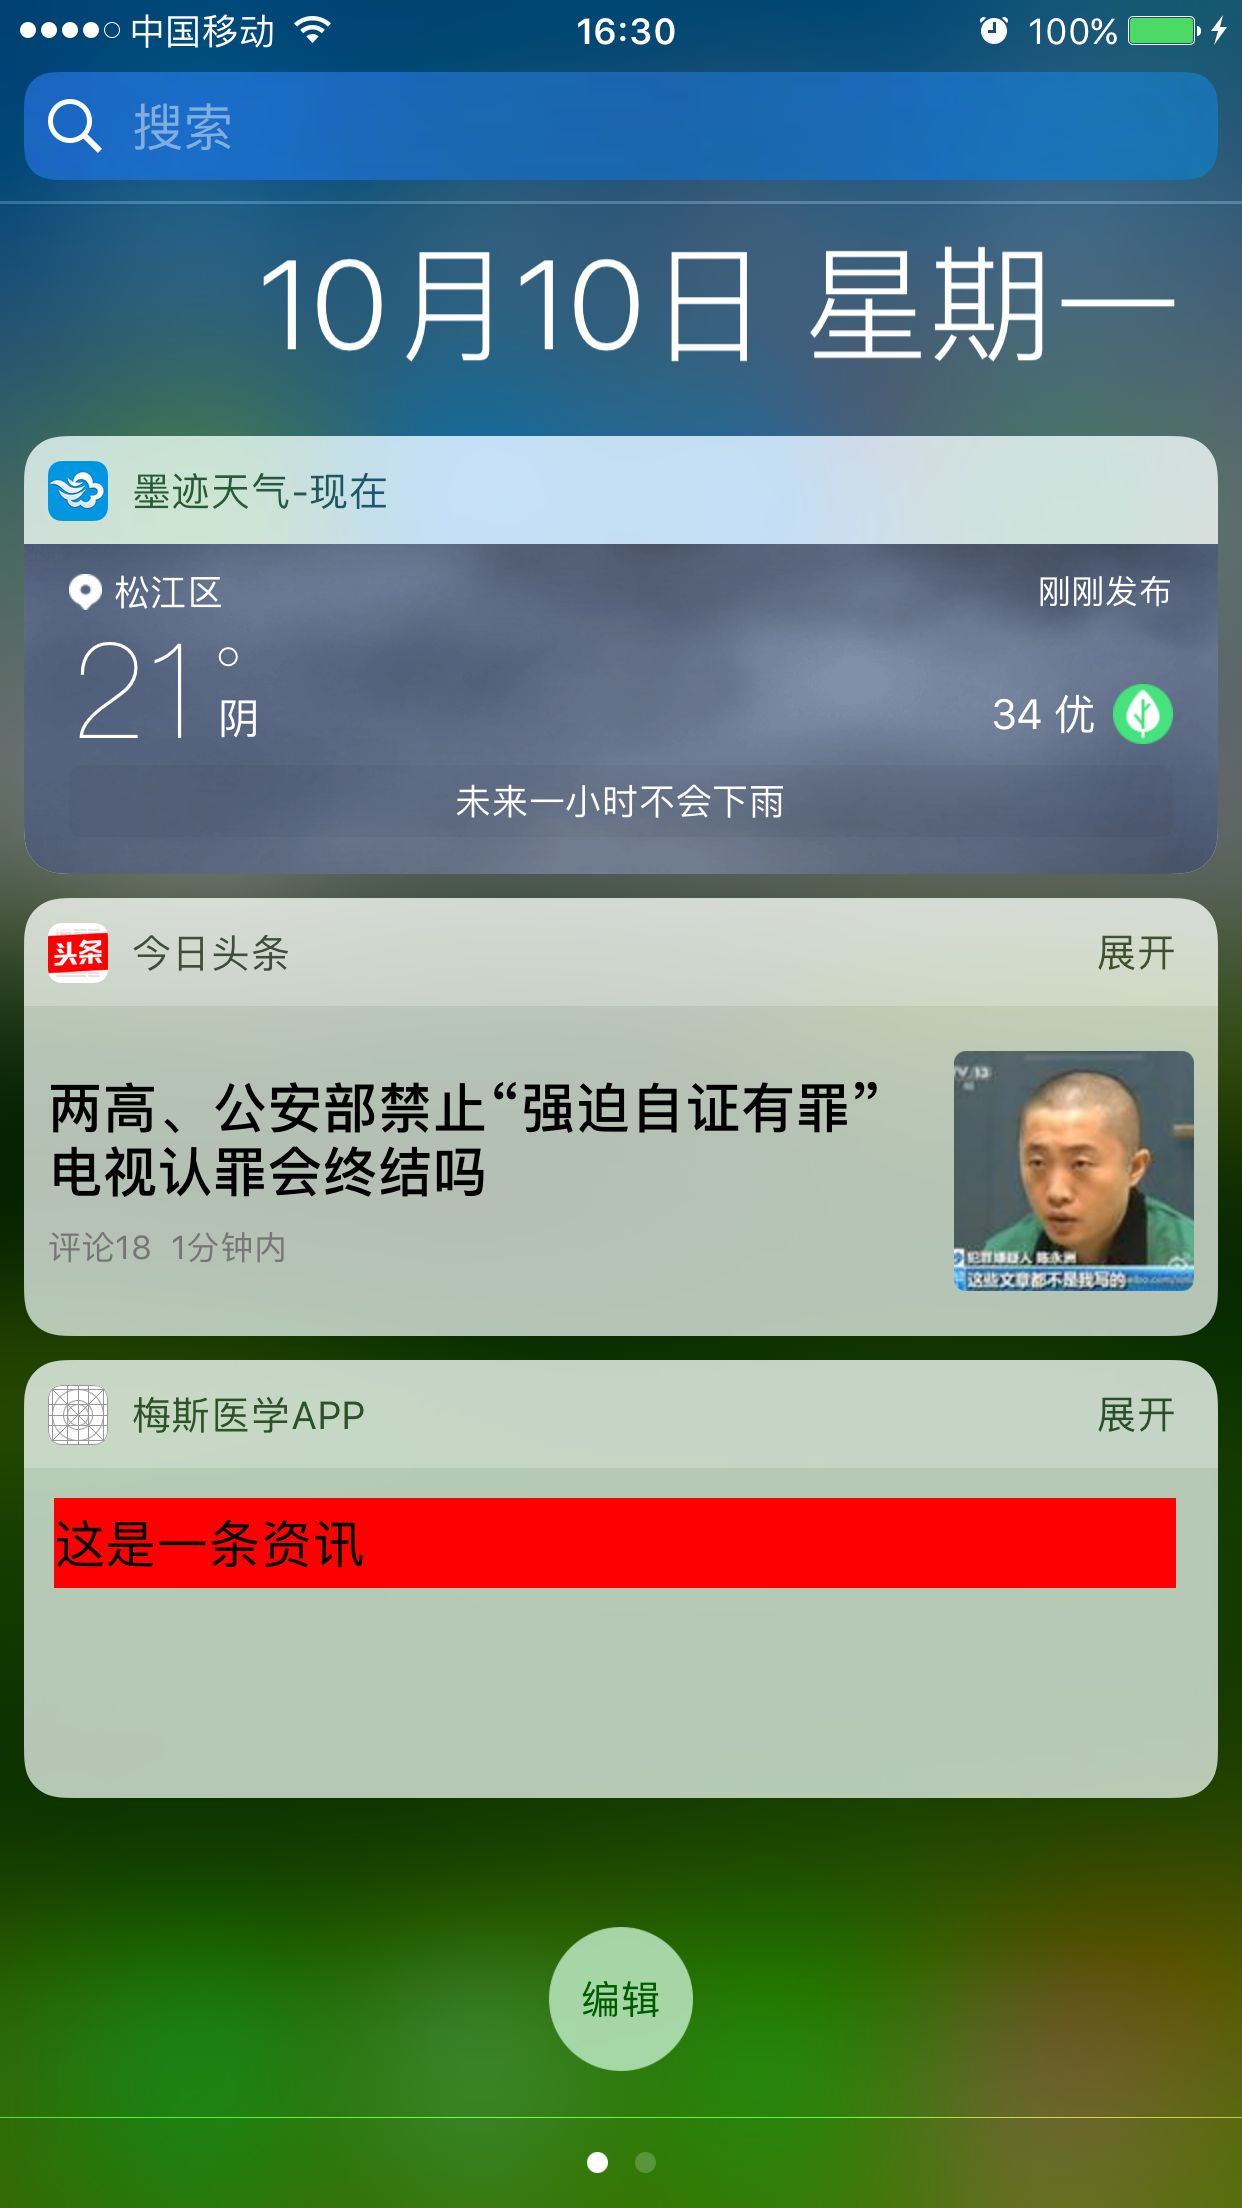 中国移动
16:30
100%
搜索
10月10日 星期一
墨迹天气-现在
松江区
刚刚发布
21°
阴
34 优
未来一小时不会下雨
头条
今日头条
展开
两高、公安部禁止“强迫自证有罪”
电视认罪会终结吗
评论18 1分钟内
犯罪嫌疑人 陈永洲
这些文章都不是我写的
梅斯医学APP
展开
这是一条资讯
编辑